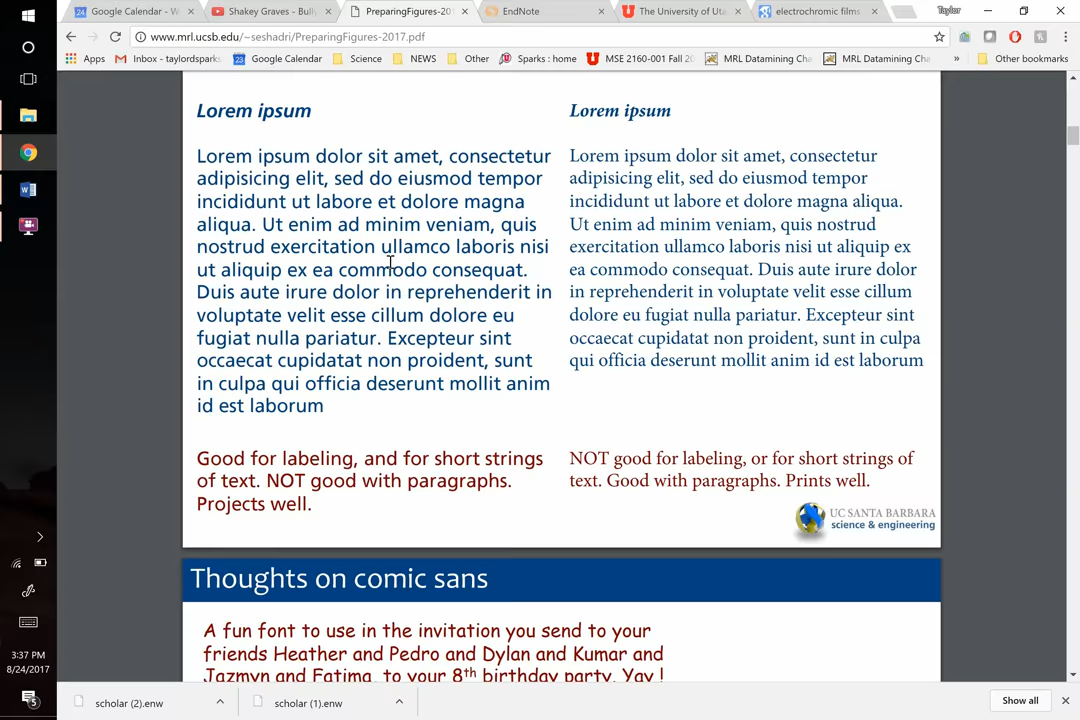 Google Calendar - W
Shakey Graves - Bull
PreparingFigures-201
EndNote
The University of Uta
electrochromic films
Taylor
www.mrl.ucsb.edu/~seshadri/PreparingFigures-2017.pdf
Apps
Inbox - taylordspark
Google Calendar
Science
NEWS
Other
Sparks : home
MSE 2160-001 Fall 20
MRL Datamining Cha
MRL Datamining Cha
»
Other bookmarks
Lorem ipsum
Lorem ipsum dolor sit amet, consectetur
adipisicing elit, sed do eiusmod tempor
incididunt ut labore et dolore magna
aliqua. Ut enim ad minim veniam, quis
nostrud exercitation ullamco laboris nisi
ut aliquip ex ea commodo consequat.
Duis aute irure dolor in reprehenderit in
voluptate velit esse cillum dolore eu
fugiat nulla pariatur. Excepteur sint
occaecat cupidatat non proident, sunt
in culpa qui officia deserunt mollit anim
id est laborum
Good for labeling, and for short strings
of text. NOT good with paragraphs.
Projects well.
Lorem ipsum
Lorem ipsum dolor sit amet, consectetur
adipisicing elit, sed do eiusmod tempor
incididunt ut labore et dolore magna aliqua.
Ut enim ad minim veniam, quis nostrud
exercitation ullamco laboris nisi ut aliquip ex
ea commodo consequat. Duis aute irure dolor
in reprehenderit in voluptate velit esse cillum
dolore eu fugiat nulla pariatur. Excepteur sint
occaecat cupidatat non proident, sunt in culpa
qui officia deserunt mollit anim id est laborum
NOT good for labeling, or for short strings of
text. Good with paragraphs. Prints well.
UC SANTA BARBARA
science & engineering
Thoughts on comic sans
A fun font to use in the invitation you send to your
friends Heather and Pedro and Dylan and Kumar and
Jazmyn and Fatima, to your 8th birthday party. Yay !
3:37 PM
8/24/2017
5
scholar (2).enw
scholar (1).enw
Show all